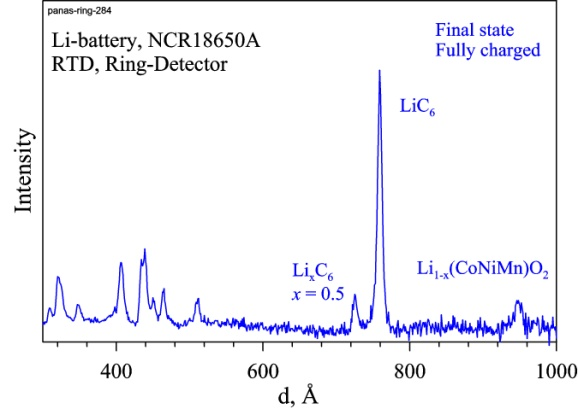 panas-ring-284
Li-battery, NCR18650A
RTD, Ring-Detector
Final state
Fully charged
LiC₆
LiₓC₆
x = 0.5
Li₁₋ₓ(CoNiMn)O₂
Intensity
400 600 800 1000
d, Å